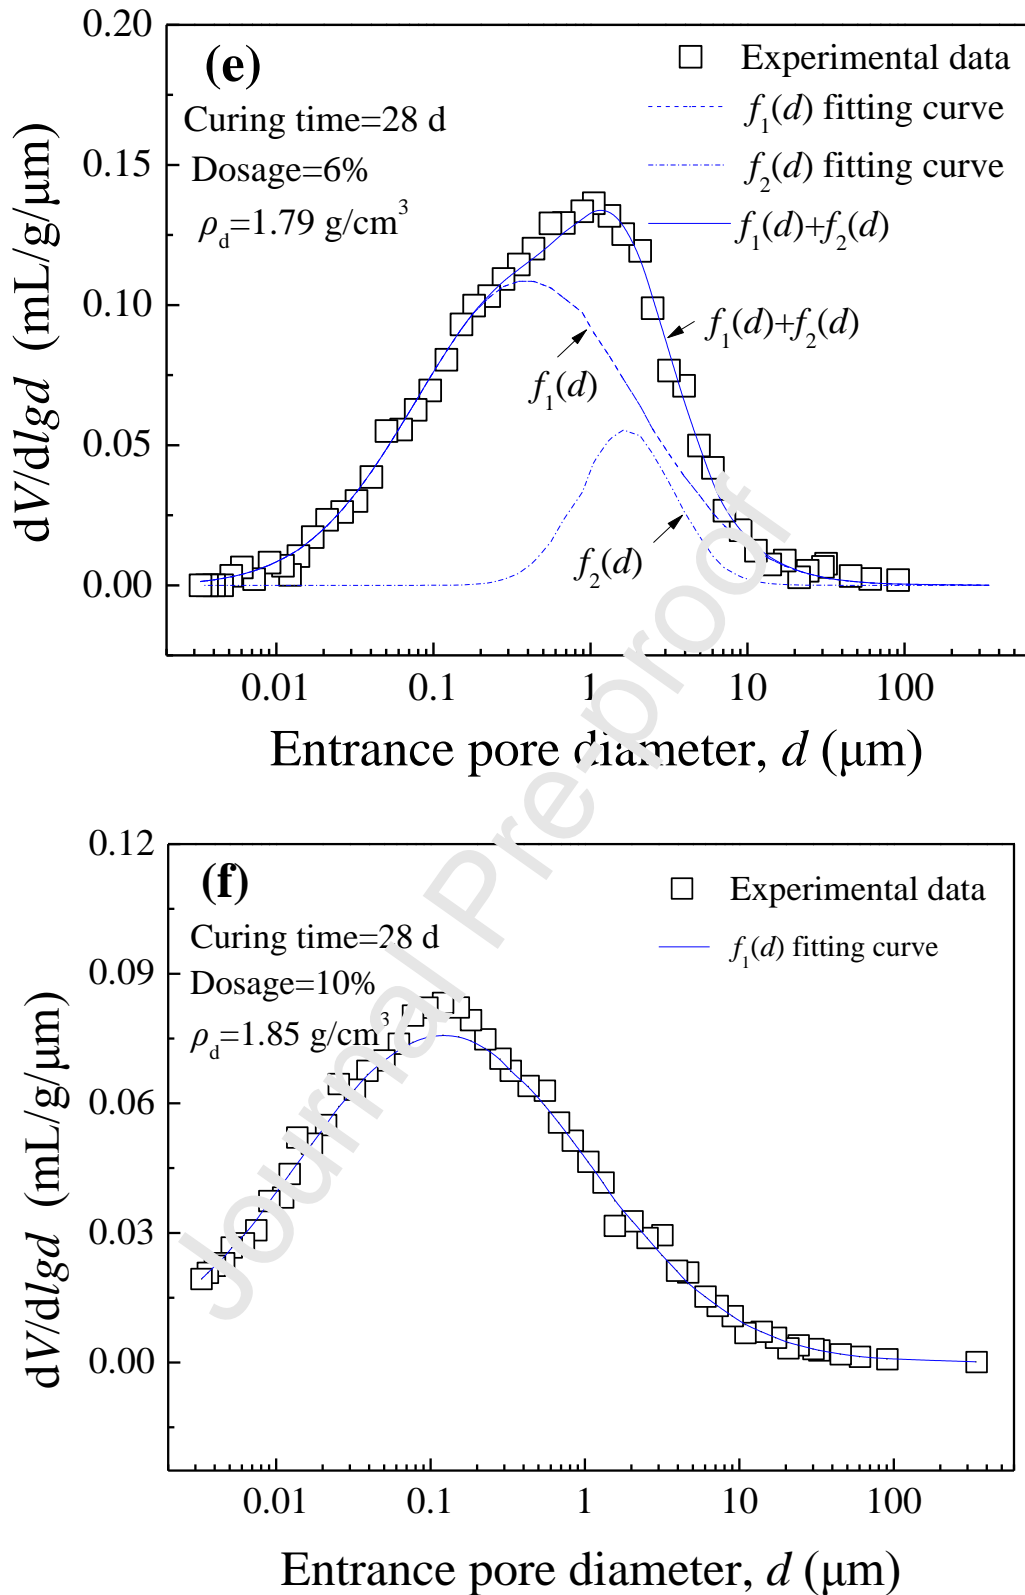 0.20
(e)
Experimental data
f₁(d) fitting curve
Curing time=28 d
0.15
f₂(d) fitting curve
Dosage=6%
f₁(d)+f₂(d)
ρd=1.79 g/cm³
dV/dlgd (mL/g/μm)
0.10
f₁(d)+f₂(d)
f₁(d)
0.05
f₂(d)
0.00
0.01 0.1 1 10 100
Entrance pore diameter, d (μm)
Journal Pre-proof
0.12
(f)
Experimental data
Curing time=28 d
f₁(d) fitting curve
0.09
Dosage=10%
ρd=1.85 g/cm³
dV/dlgd (mL/g/μm)
0.06
0.03
0.00
0.01 0.1 1 10 100
Entrance pore diameter, d (μm)